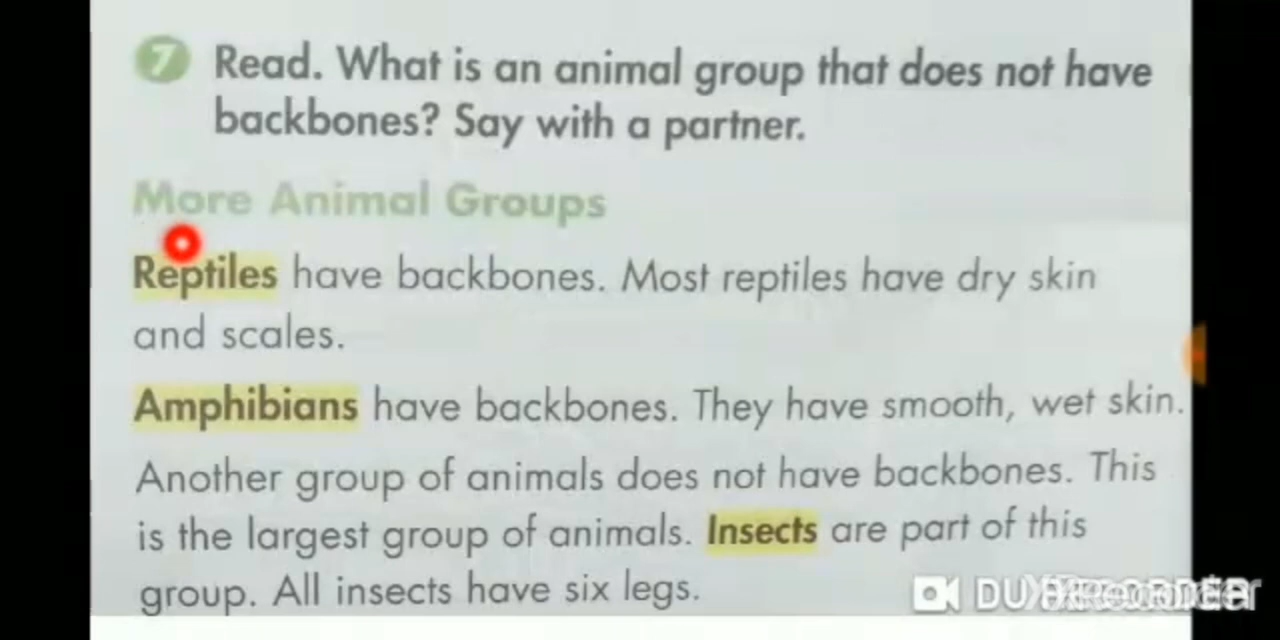 7 Read. What is an animal group that does not have
backbones? Say with a partner.
More Animal Groups
Reptiles have backbones. Most reptiles have dry skin
and scales.
Amphibians have backbones. They have smooth, wet skin.
Another group of animals does not have backbones. This
is the largest group of animals. Insects are part of this
group. All insects have six legs.
DU RECORDER